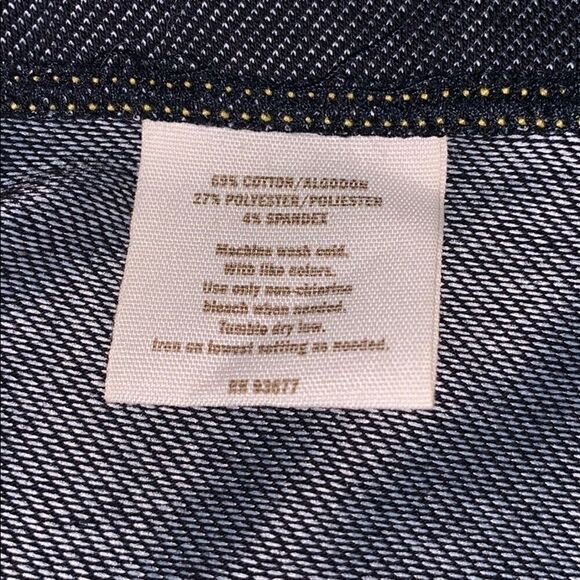 69% COTTON/ALGODON
27% POLYESTER/POLIESTER
4% SPANDEX
Machine wash cold.
With like colors.
Use only non-chlorine
bleach when needed.
Tumble dry low.
Iron on lowest setting as needed.
RN 93677